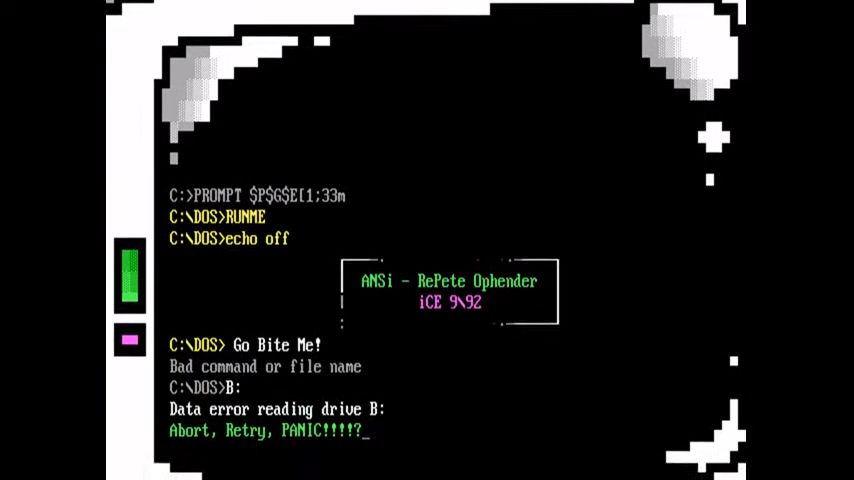 C:>PROMPT $P$G$E[1;33m
C:\DOS>RUNME
C:\DOS>echo off
ANSi - RePete Ophender
iCE 9\92
C:\DOS> Go Bite Me!
Bad command or file name
C:\DOS>B:
Data error reading drive B:
Abort, Retry, PANIC!!!!?_